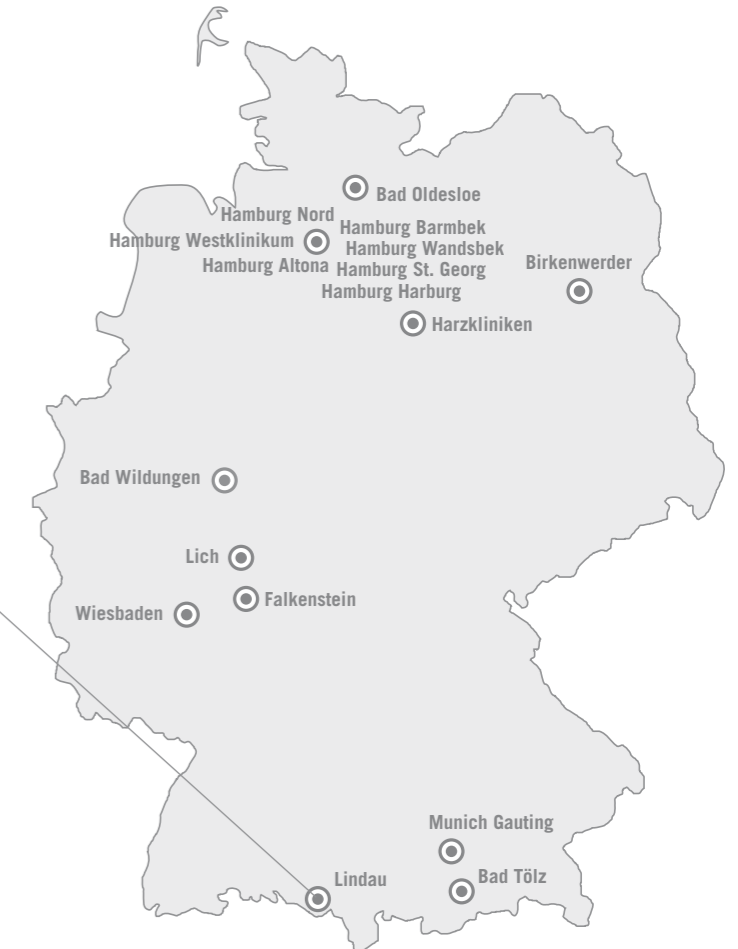 Bad Oldesloe
Hamburg Nord
Hamburg Barmbek
Hamburg Westklinikum
Hamburg Wandsbek
Hamburg Altona
Hamburg St. Georg
Hamburg Harburg
Birkenwerder
Harzkliniken
Bad Wildungen
Lich
Falkenstein
Wiesbaden
Munich Gauting
Bad Tölz
Lindau